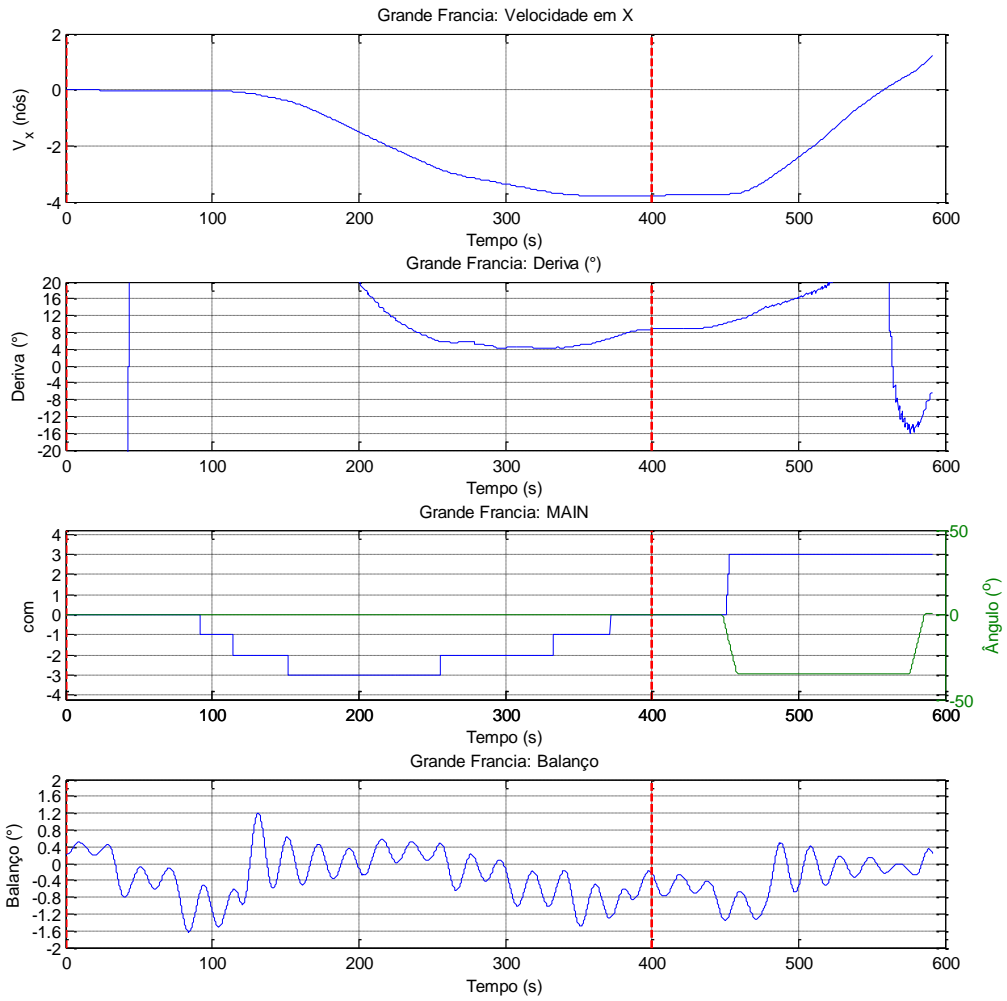 Grande Francia: Velocidade em X
2
0
-2
-4
V_x (nós)
0 100 200 300 400 500 600
Tempo (s)
Grande Francia: Deriva (°)
20
16
12
8
4
0
-4
-8
-12
-16
-20
Deriva (°)
0 100 200 300 400 500 600
Tempo (s)
Grande Francia: MAIN
4
3
2
1
0
-1
-2
-3
-4
com
50
0
-50
Ângulo (º)
0 100 200 300 400 500 600
Tempo (s)
Grande Francia: Balanço
2
1.6
1.2
0.8
0.4
0
-0.4
-0.8
-1.2
-1.6
-2
Balanço (°)
0 100 200 300 400 500 600
Tempo (s)